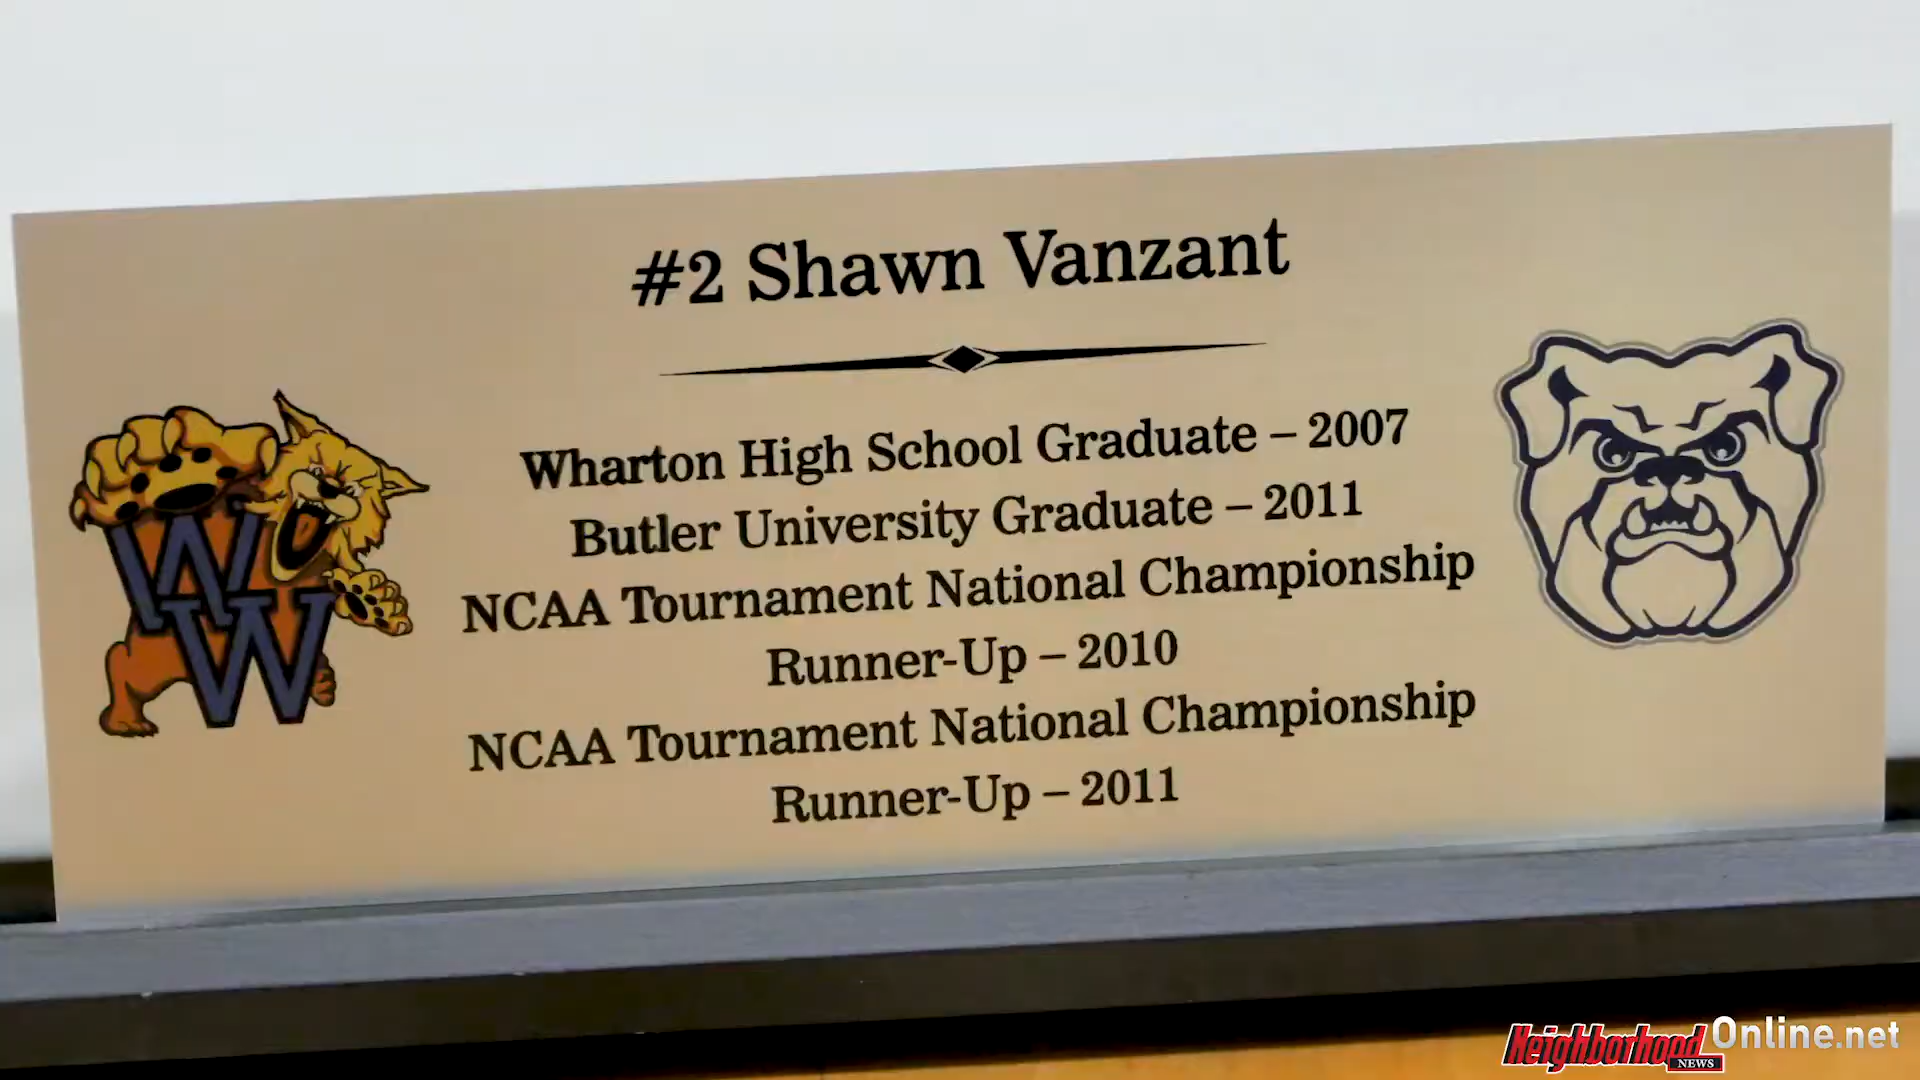 #2 Shawn Vanzant
Wharton High School Graduate – 2007
Butler University Graduate – 2011
NCAA Tournament National Championship
Runner-Up – 2010
NCAA Tournament National Championship
Runner-Up – 2011
W
W
Neighborhood Online.net
NEWS